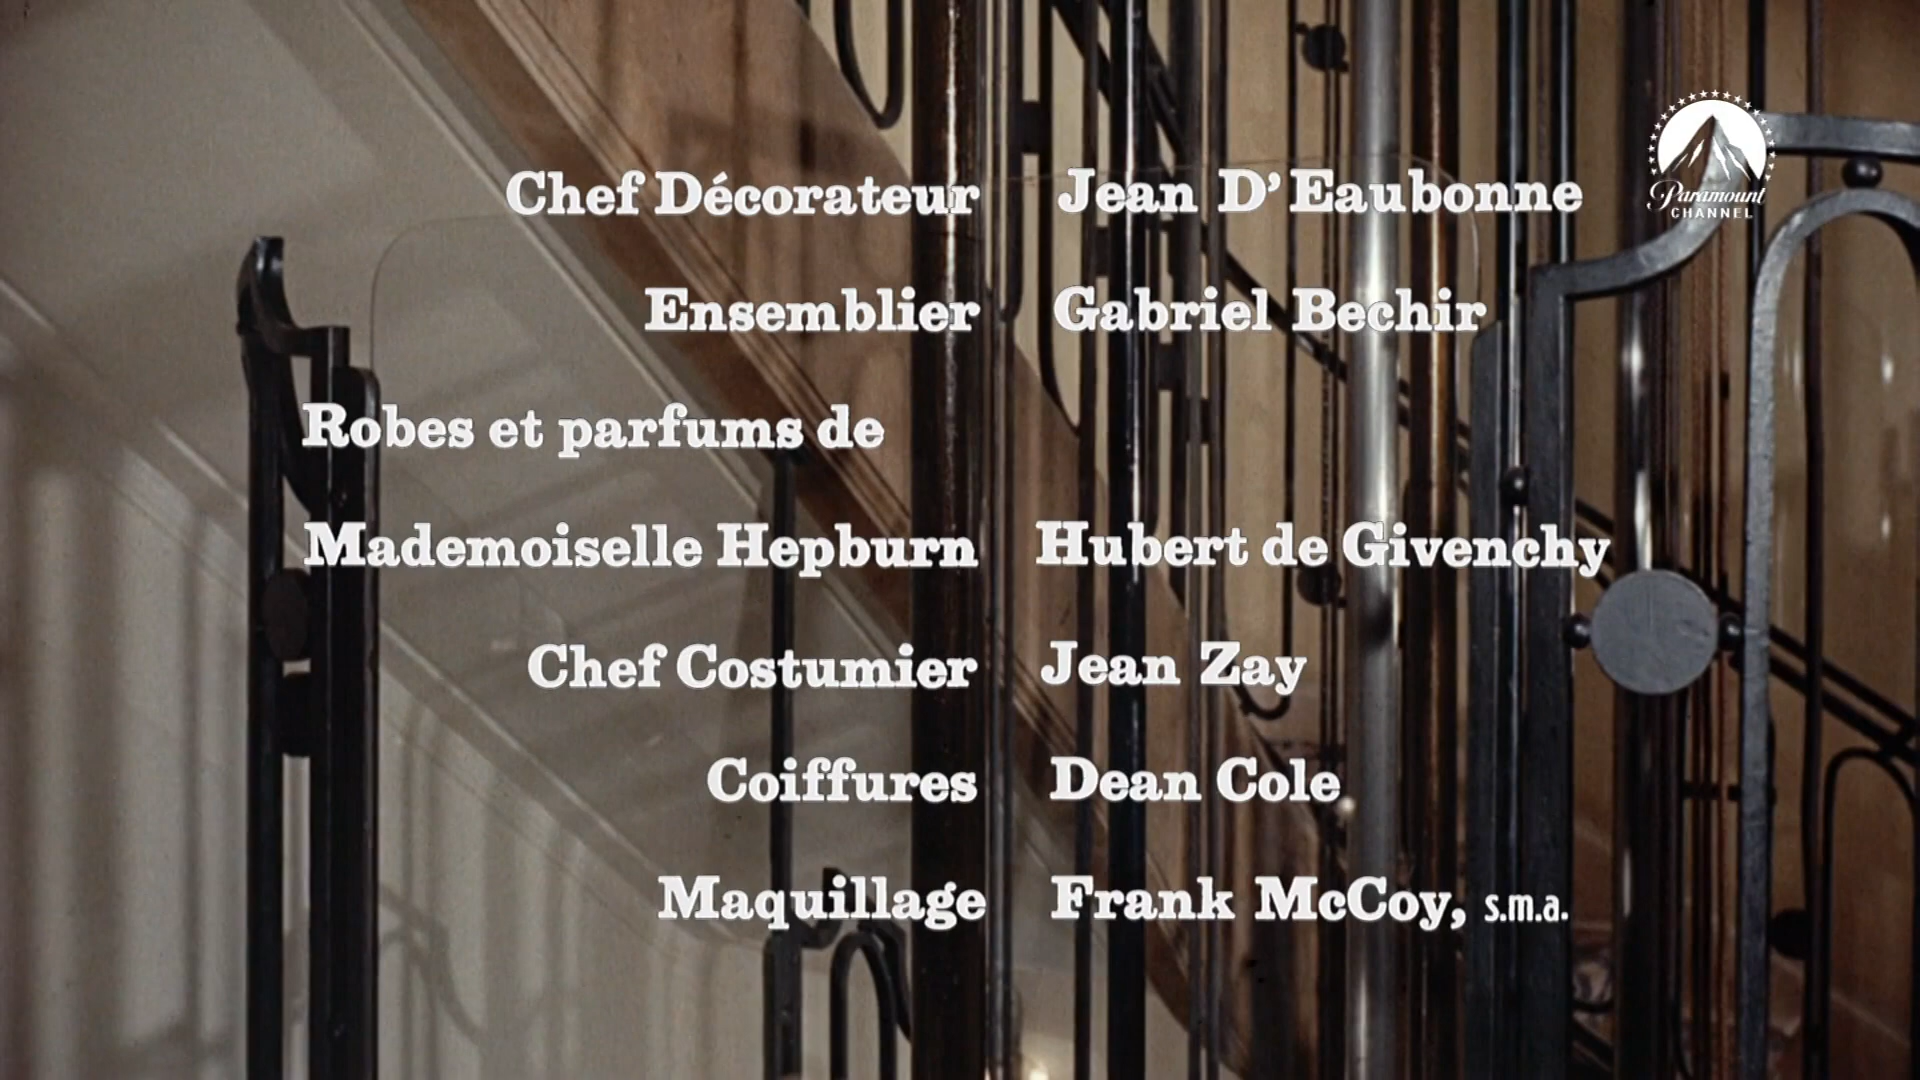 Chef Décorateur Jean D'Eaubonne
Ensemblier Gabriel Bechir
Robes et parfums de
Mademoiselle Hepburn Hubert de Givenchy
Chef Costumier Jean Zay
Coiffures Dean Cole
Maquillage Frank McCoy, s.m.a.
Paramount
CHANNEL